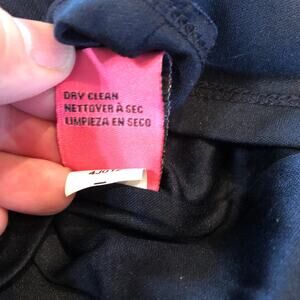 DRY CLEAN
NETTOYER À SEC
LIMPIEZA EN SECO